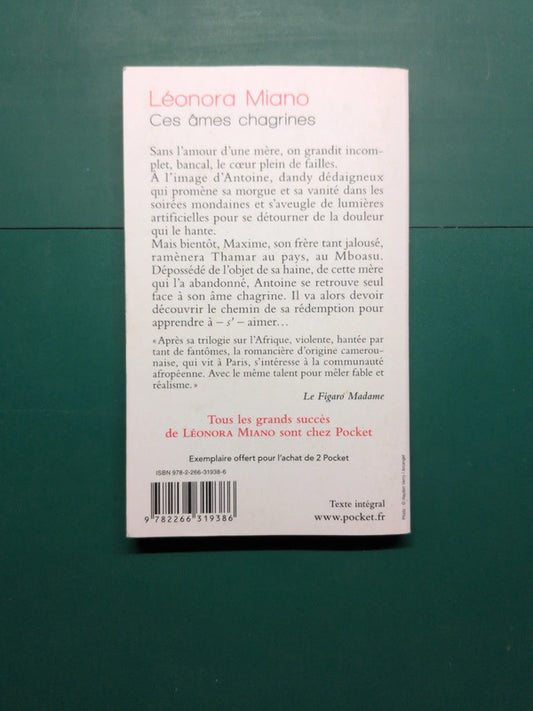 Léonora Miano
Ces âmes chagrines
Sans l'amour d'une mère, on grandit incom-
plet, bancal, le cœur plein de failles.
À l'image d'Antoine, dandy dédaigneux
qui promène sa morgue et sa vanité dans les
soirées mondaines et s'aveugle de lumières
artificielles pour se détourner de la douleur
qui le hante.
Mais bientôt, Maxime, son frère tant jalousé,
ramènera Thamar au pays, au Mboasu.
Dépossédé de l'objet de sa haine, de cette mère
qui l'a abandonné, Antoine se retrouve seul
face à son âme chagrine. Il va alors devoir
découvrir le chemin de sa rédemption pour
apprendre à – s' – aimer...
« Après sa trilogie sur l'Afrique, violente, hantée par
tant de fantômes, la romancière d'origine camerou-
naise, qui vit à Paris, s'intéresse à la communauté
afropéenne. Avec le même talent pour mêler fable et
réalisme. »
Le Figaro Madame
Tous les grands succès
de LÉONORA MIANO sont chez Pocket
Exemplaire offert pour l'achat de 2 Pocket
ISBN 978-2-266-31938-6
9 782266 319386
Texte intégral
www.pocket.fr